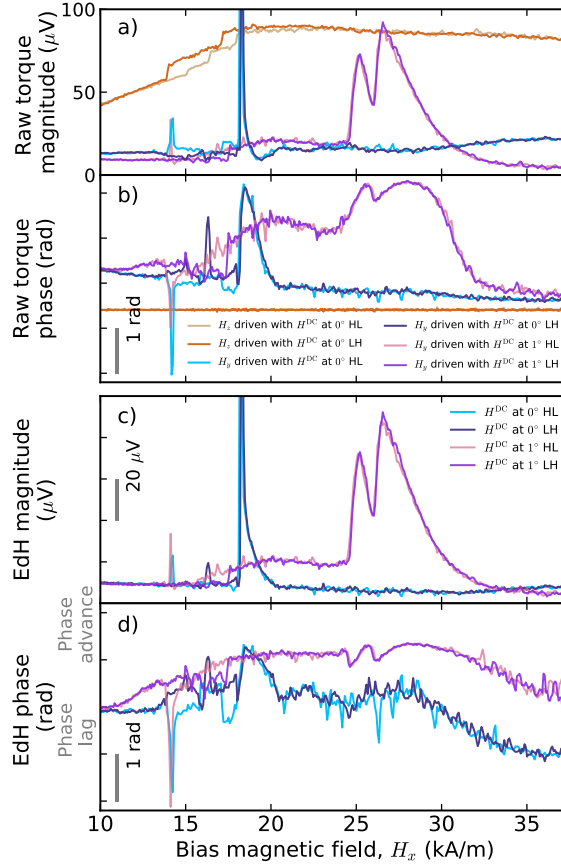 100
a)
Raw torque
magnitude (μV)
50
0
b)
Raw torque
phase (rad)
1 rad
H_z driven with H^DC at 0° HL
H_z driven with H^DC at 0° LH
H_y driven with H^DC at 0° HL
H_y driven with H^DC at 0° LH
H_y driven with H^DC at 1° HL
H_y driven with H^DC at 1° LH
c)
EdH magnitude
(μV)
20 μV
H^DC at 0° HL
H^DC at 0° LH
H^DC at 1° HL
H^DC at 1° LH
d)
EdH phase
(rad)
Phase
advance
Phase
lag
1 rad
10 15 20 25 30 35
Bias magnetic field, H_x (kA/m)